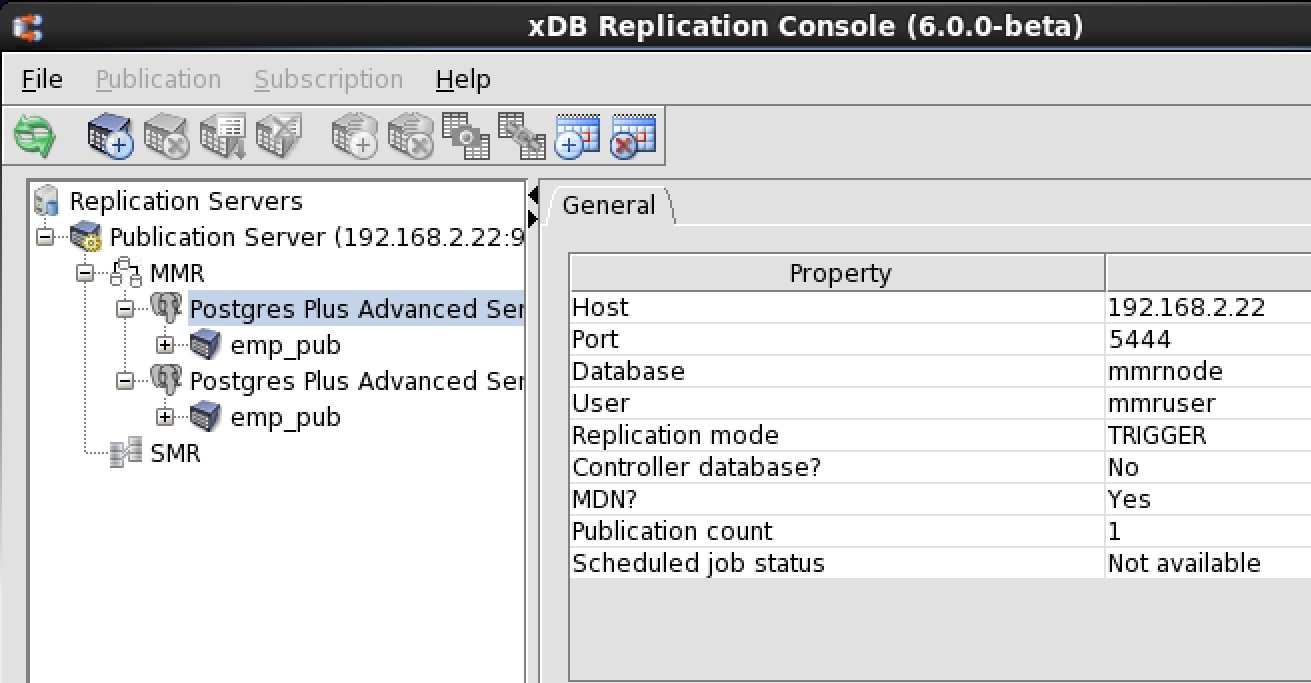 xDB Replication Console (6.0.0-beta)
File Publication Subscription Help
Replication Servers
Publication Server (192.168.2.22:9
MMR
Postgres Plus Advanced Ser
emp_pub
Postgres Plus Advanced Ser
emp_pub
SMR
General
Property
Host 192.168.2.22
Port 5444
Database mmrnode
User mmruser
Replication mode TRIGGER
Controller database? No
MDN? Yes
Publication count 1
Scheduled job status Not available